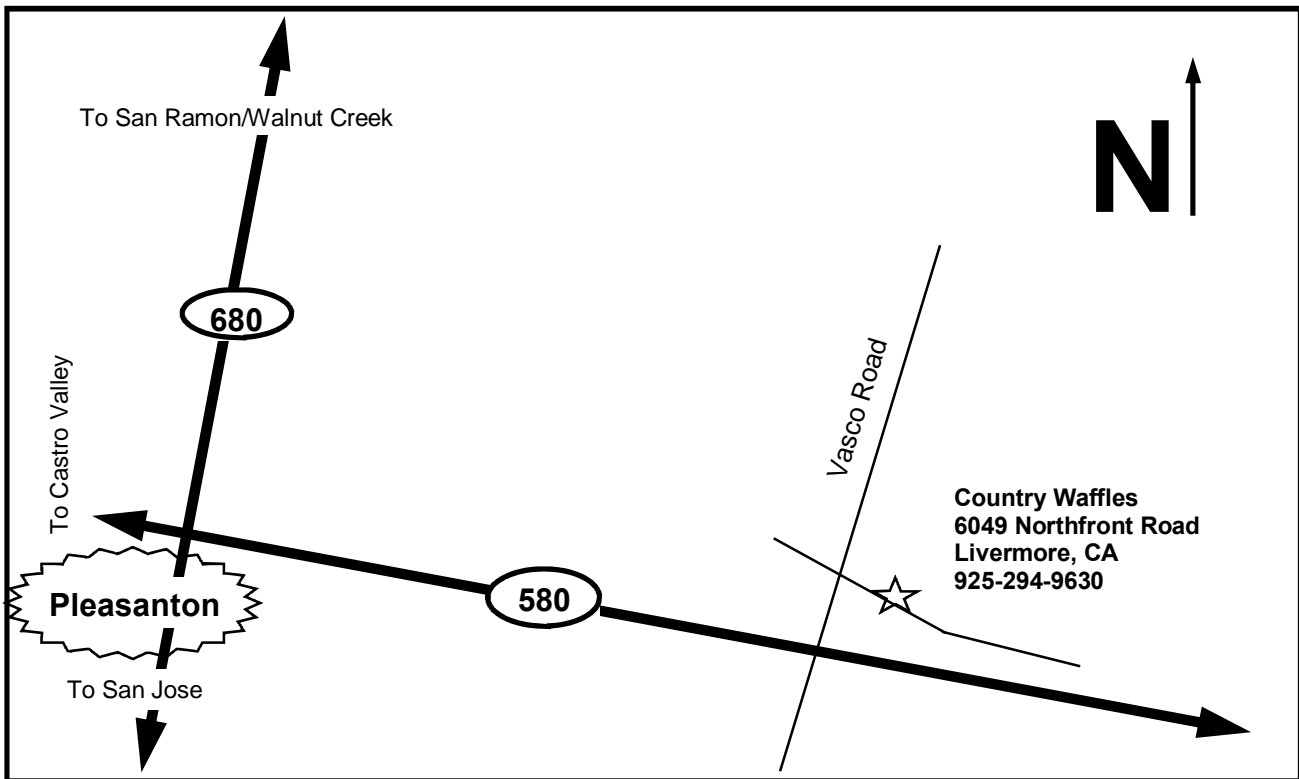 To San Ramon/Walnut Creek
N
680
To Castro Valley
Vasco Road
Country Waffles
6049 Northfront Road
Livermore, CA
925-294-9630
580
Pleasanton
To San Jose